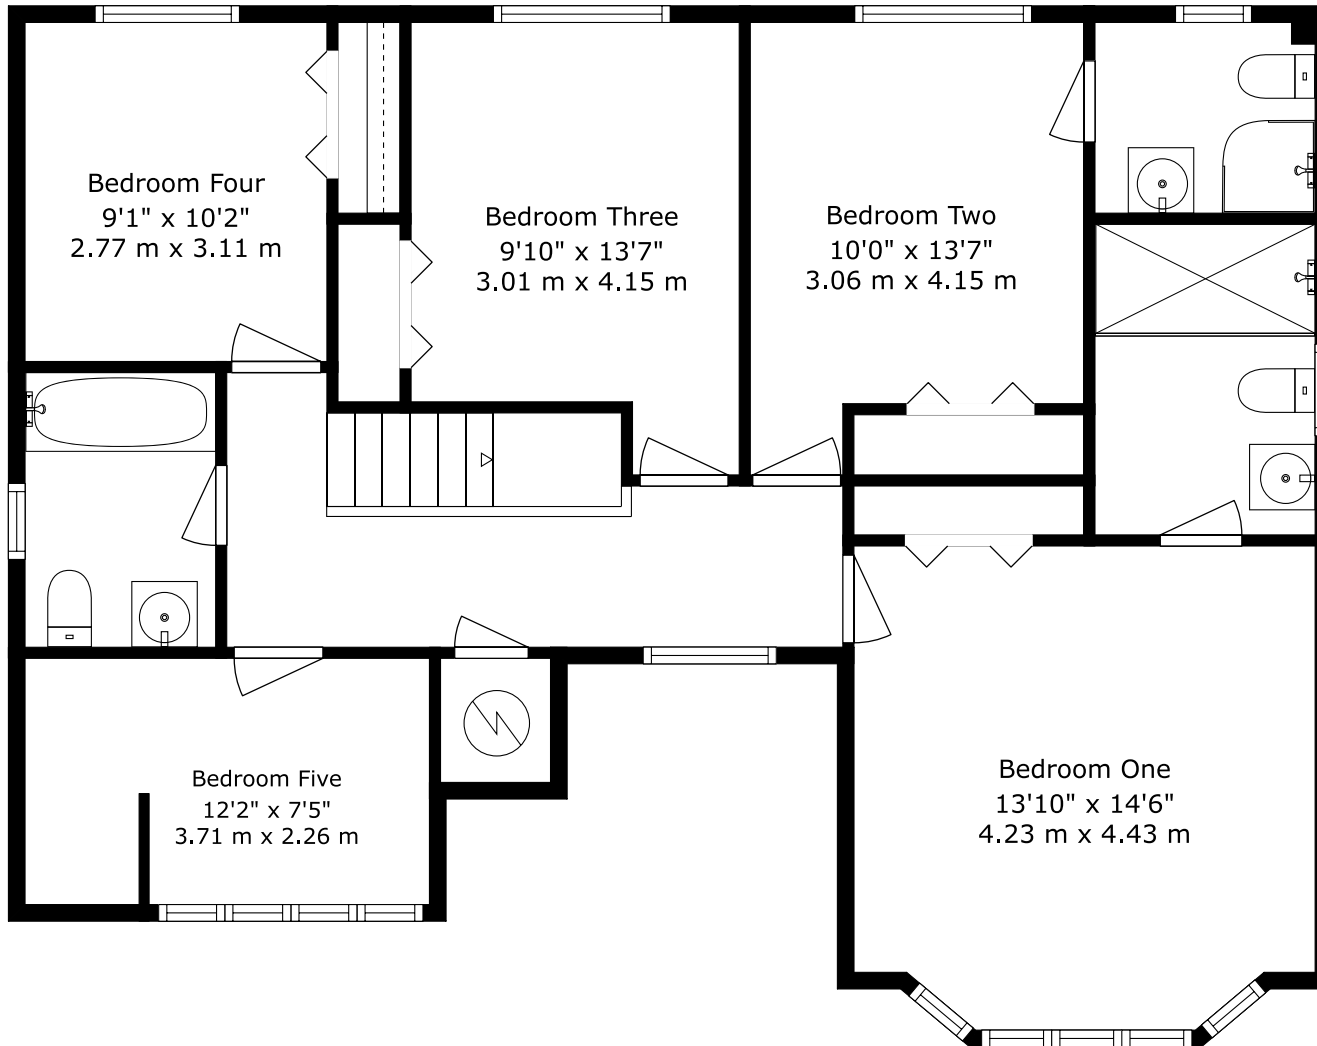 Bedroom Four
9'1" x 10'2"
2.77 m x 3.11 m
Bedroom Three
9'10" x 13'7"
3.01 m x 4.15 m
Bedroom Two
10'0" x 13'7"
3.06 m x 4.15 m
Bedroom Five
12'2" x 7'5"
3.71 m x 2.26 m
Bedroom One
13'10" x 14'6"
4.23 m x 4.43 m